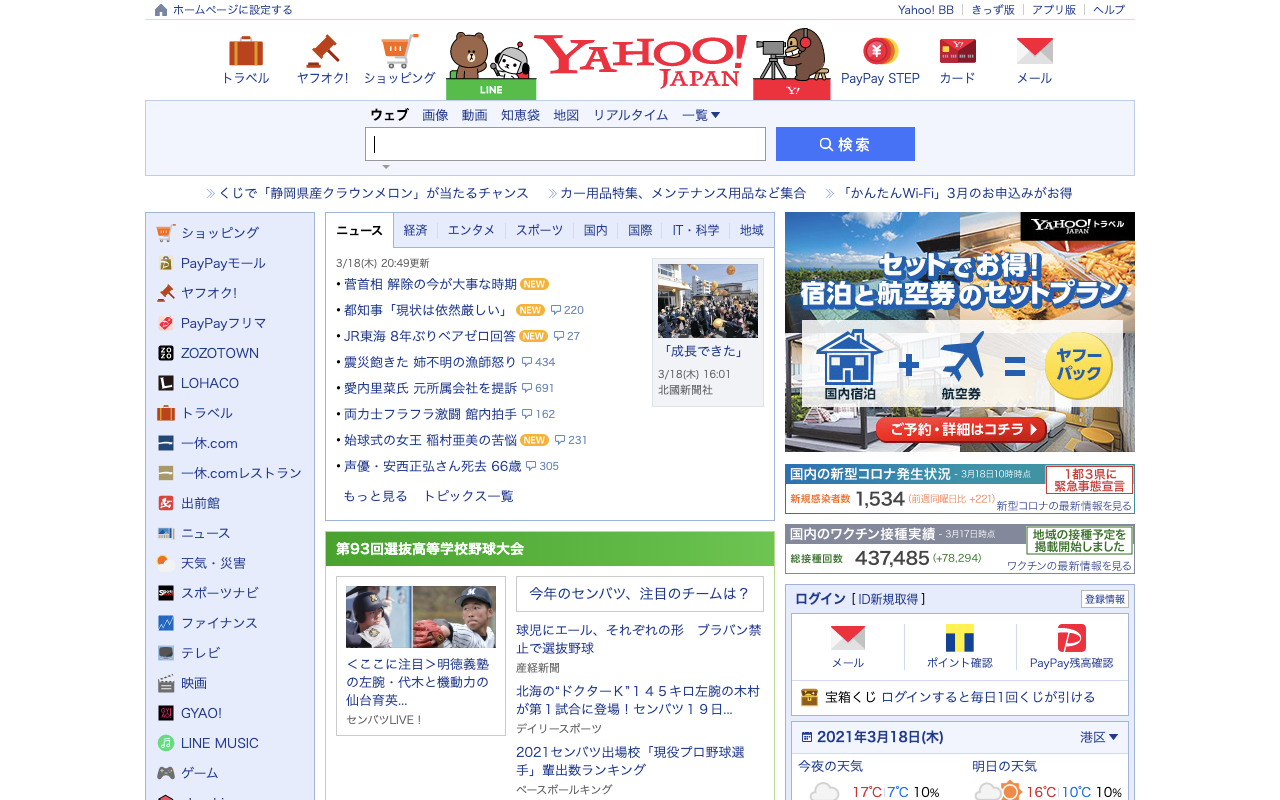 ホームページに設定する
Yahoo! BB
きっず版
アプリ版
ヘルプ
トラベル
ヤフオク!
ショッピング
LINE
YAHOO!
JAPAN
Y!
PayPay STEP
カード
メール
ウェブ 画像 動画 知恵袋 地図 リアルタイム 一覧
検索
くじで「静岡県産クラウンメロン」が当たるチャンス
カー用品特集、メンテナンス用品など集合
「かんたんWi-Fi」3月のお申込みがお得
ショッピング
PayPayモール
ヤフオク!
PayPayフリマ
ZOZOTOWN
LOHACO
トラベル
一休.com
一休.comレストラン
出前館
ニュース
天気・災害
スポーツナビ
ファイナンス
テレビ
映画
GYAO!
LINE MUSIC
ゲーム
ニュース 経済 エンタメ スポーツ 国内 国際 IT・科学 地域
3/18(木) 20:49更新
菅首相 解除の今が大事な時期 NEW
都知事「現状は依然厳しい」 NEW 220
JR東海 8年ぶりベアゼロ回答 NEW 27
震災飽きた 姉不明の漁師怒り 434
愛内里菜氏 元所属会社を提訴 691
両力士フラフラ激闘 館内拍手 162
始球式の女王 稲村亜美の苦悩 NEW 231
声優・安西正弘さん死去 66歳 305
もっと見る トピックス一覧
「成長できた」
3/18(木) 16:01
北國新聞社
第93回選抜高等学校野球大会
＜ここに注目＞明徳義塾
の左腕・代木と機動力の
仙台育英...
センバツLIVE！
今年のセンバツ、注目のチームは？
球児にエール、それぞれの形　ブラバン禁
止で選抜野球
産経新聞
北海の“ドクターＫ”１４５キロ左腕の木村
が第１試合に登場！センバツ１９日...
デイリースポーツ
2021センバツ出場校「現役プロ野球選
手」輩出数ランキング
ベースボールキング
YAHOO! JAPAN トラベル
セットでお得!
宿泊と航空券のセットプラン
国内宿泊
+
航空券
=
ヤフー
パック
ご予約・詳細はコチラ
国内の新型コロナ発生状況 - 3月18日10時時点
1都3県に
緊急事態宣言
新規感染者数 1,534 (前週同曜日比 +221)
新型コロナの最新情報を見る
国内のワクチン接種実績 - 3月17日時点
地域の接種予定を
掲載開始しました
総接種回数 437,485 (+78,294)
ワクチンの最新情報を見る
ログイン [ ID新規取得 ]
登録情報
メール
ポイント確認
PayPay残高確認
宝箱くじ ログインすると毎日1回くじが引ける
2021年3月18日(木)
港区
今夜の天気
明日の天気
17℃ 7℃ 10%
16℃ 10℃ 10%